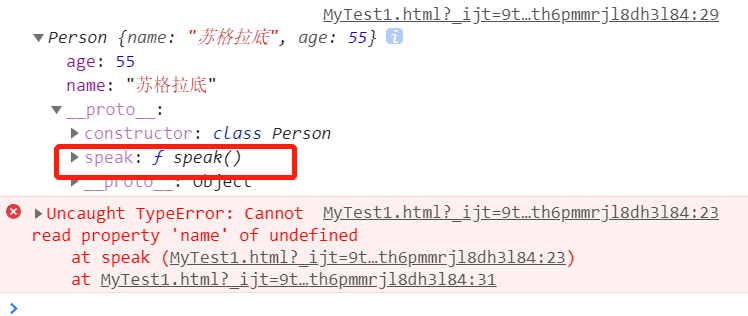 MyTest1.html?_ijt=9t…th6pmmrjl8dh3l84:29
▼Person {name: "苏格拉底", age: 55} i
age: 55
name: "苏格拉底"
▼__proto__:
▶constructor: class Person
▶speak: ƒ speak()
▶__proto__: Object
▶Uncaught TypeError: Cannot MyTest1.html?_ijt=9t…th6pmmrjl8dh3l84:23
read property 'name' of undefined
at speak (MyTest1.html?_ijt=9t…th6pmmrjl8dh3l84:23)
at MyTest1.html?_ijt=9t…th6pmmrjl8dh3l84:31